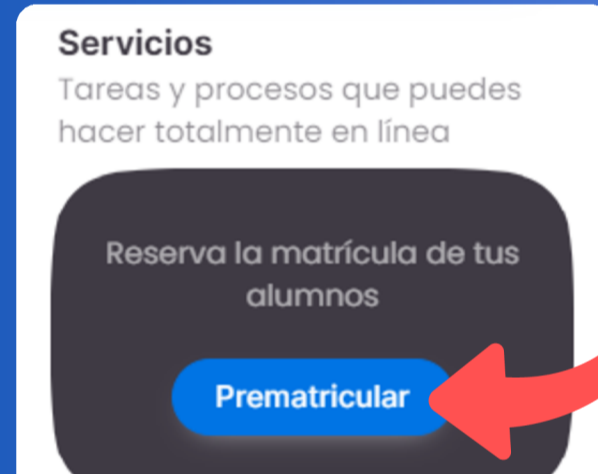 Servicios
Tareas y procesos que puedes
hacer totalmente en línea
Reserva la matrícula de tus
alumnos
Prematricular